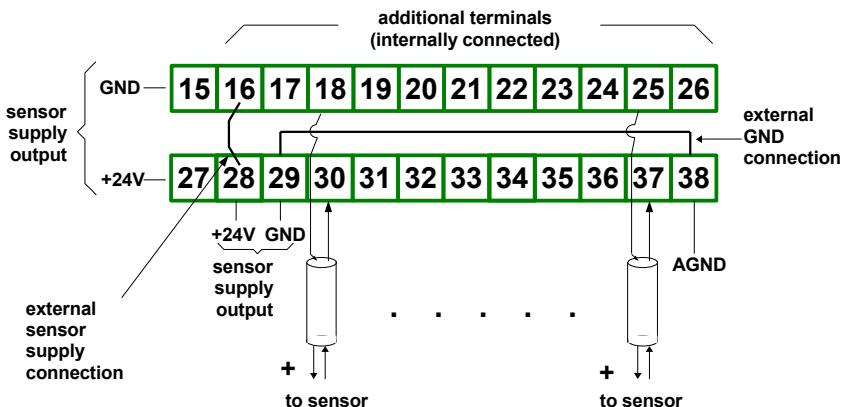 additional terminals
(internally connected)
GND
15 16 17 18 19 20 21 22 23 24 25 26
sensor
supply
output
external
GND
connection
+24V
27 28 29 30 31 32 33 34 35 36 37 38
+24V GND
AGND
sensor
supply
output
external
sensor
supply
connection
. . . . .
+ +
to sensor to sensor